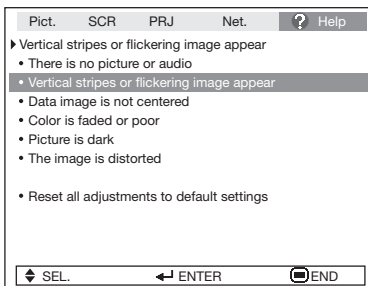 Pict. SCR PRJ Net. ? Help
Vertical stripes or flickering image appear
• There is no picture or audio
• Vertical stripes or flickering image appear
• Data image is not centered
• Color is faded or poor
• Picture is dark
• The image is distorted
• Reset all adjustments to default settings
SEL. ENTER END